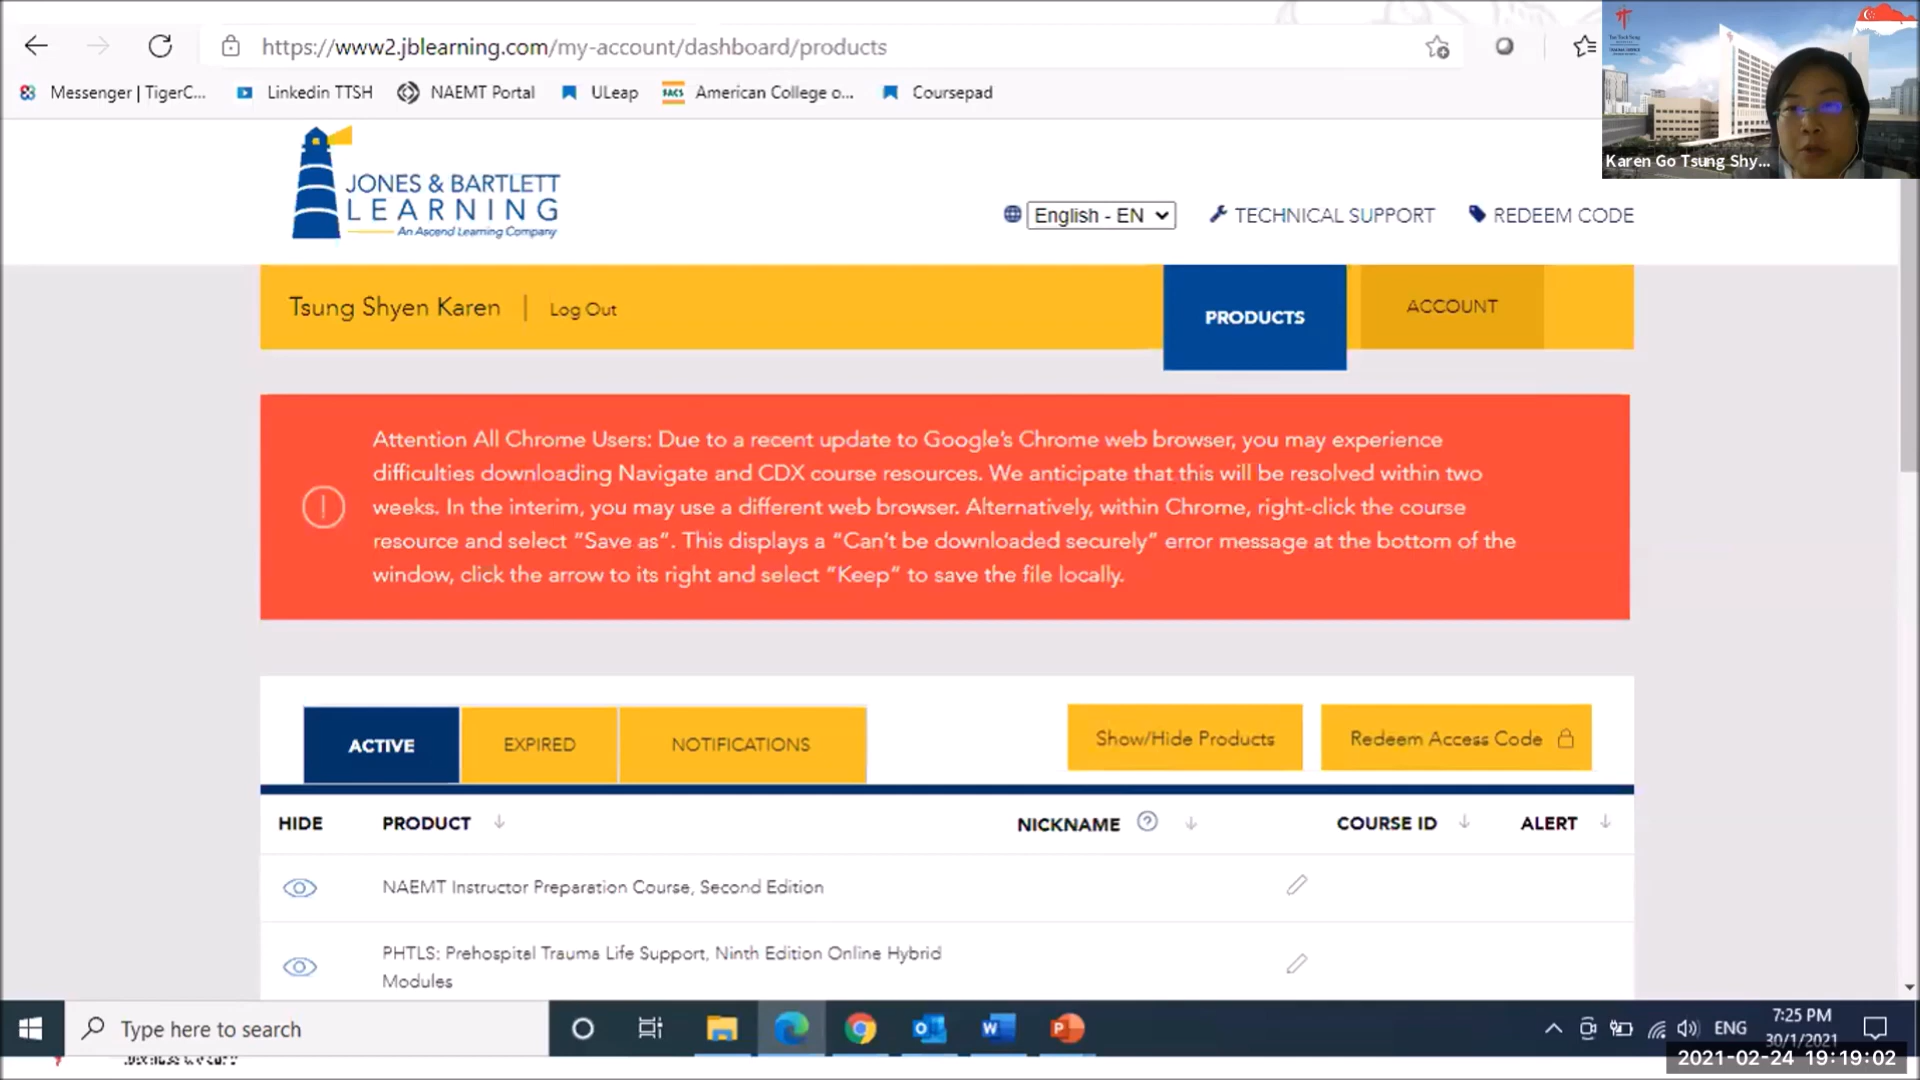 https://www2.jblearning.com/my-account/dashboard/products
Messenger | TigerC...
Linkedin TTSH
NAEMT Portal
ULeap
FACS
American College o...
Coursepad
Karen Go Tsung Shy...
JONES & BARTLETT
LEARNING
An Ascend Learning Company
English - EN
TECHNICAL SUPPORT
REDEEM CODE
Tsung Shyen Karen | Log Out
PRODUCTS
ACCOUNT
Attention All Chrome Users: Due to a recent update to Google's Chrome web browser, you may experience
difficulties downloading Navigate and CDX course resources. We anticipate that this will be resolved within two
weeks. In the interim, you may use a different web browser. Alternatively, within Chrome, right-click the course
resource and select "Save as". This displays a "Can't be downloaded securely" error message at the bottom of the
window, click the arrow to its right and select "Keep" to save the file locally.
ACTIVE
EXPIRED
NOTIFICATIONS
Show/Hide Products
Redeem Access Code
HIDE
PRODUCT
NICKNAME
COURSE ID
ALERT
NAEMT Instructor Preparation Course, Second Edition
PHTLS: Prehospital Trauma Life Support, Ninth Edition Online Hybrid
Modules
Type here to search
ENG
7:25 PM
30/1/2021
2021-02-24 19:19:02